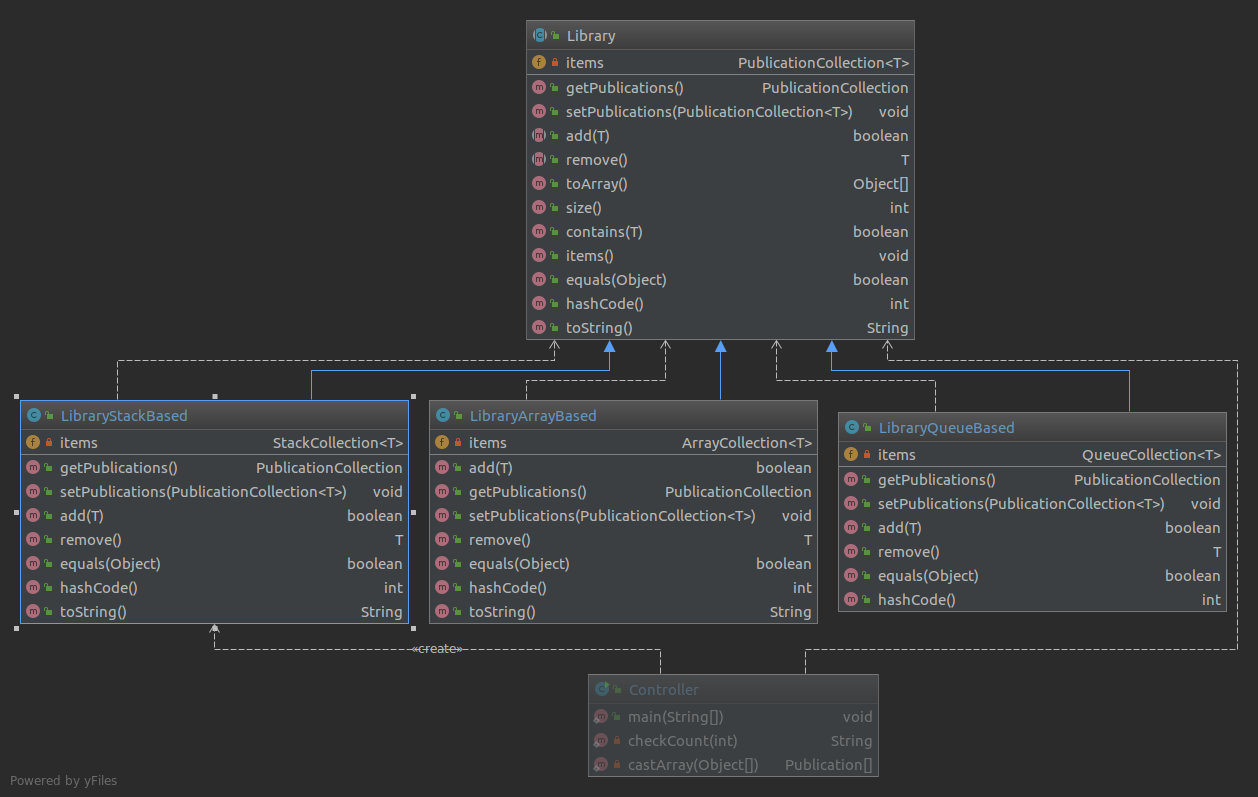 Library
items PublicationCollection<T>
getPublications() PublicationCollection
setPublications(PublicationCollection<T>) void
add(T) boolean
remove() T
toArray() Object[]
size() int
contains(T) boolean
items() void
equals(Object) boolean
hashCode() int
toString() String
LibraryStackBased
items StackCollection<T>
getPublications() PublicationCollection
setPublications(PublicationCollection<T>) void
add(T) boolean
remove() T
equals(Object) boolean
hashCode() int
toString() String
LibraryArrayBased
items ArrayCollection<T>
add(T) boolean
getPublications() PublicationCollection
setPublications(PublicationCollection<T>) void
remove() T
equals(Object) boolean
hashCode() int
toString() String
LibraryQueueBased
items QueueCollection<T>
getPublications() PublicationCollection
setPublications(PublicationCollection<T>) void
add(T) boolean
remove() T
equals(Object) boolean
hashCode() int
«create»
Controller
main(String[]) void
checkCount(int) String
castArray(Object[]) Publication[]
Powered by yFiles